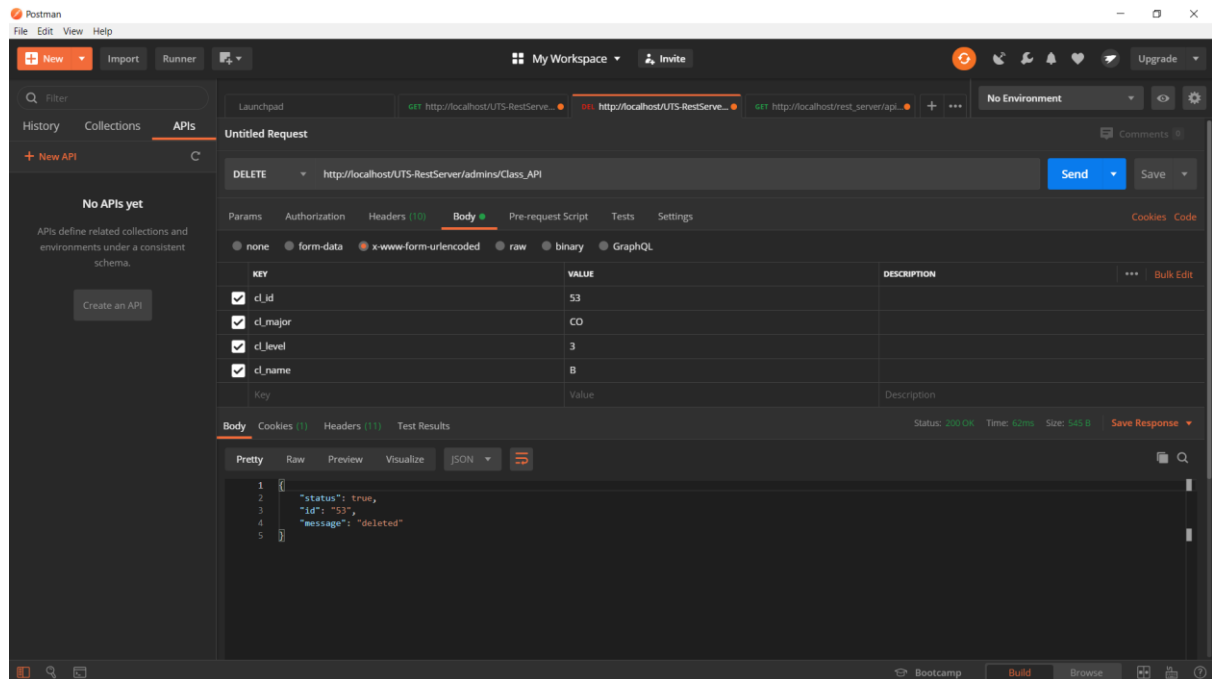 Postman
File Edit View Help
New Import Runner My Workspace Invite Upgrade
Filter
Launchpad GET http://localhost/UTS-RestServe... DEL http://localhost/UTS-RestServe... GET http://localhost/rest_server/api... + ••• No Environment
History Collections APIs
Untitled Request Comments 0
+ New API
DELETE http://localhost/UTS-RestServer/admins/Class_API Send Save
No APIs yet
APIs define related collections and
environments under a consistent
schema.
Create an API
Params Authorization Headers (10) Body Pre-request Script Tests Settings Cookies Code
none form-data x-www-form-urlencoded raw binary GraphQL
KEY VALUE DESCRIPTION ••• Bulk Edit
cl_id 53
cl_major CO
cl_level 3
cl_name B
Key Value Description
Body Cookies (1) Headers (11) Test Results Status: 200 OK Time: 62ms Size: 545 B Save Response
Pretty Raw Preview Visualize JSON
1 {
2 "status": true,
3 "id": "53",
4 "message": "deleted"
5 }
Bootcamp Build Browse